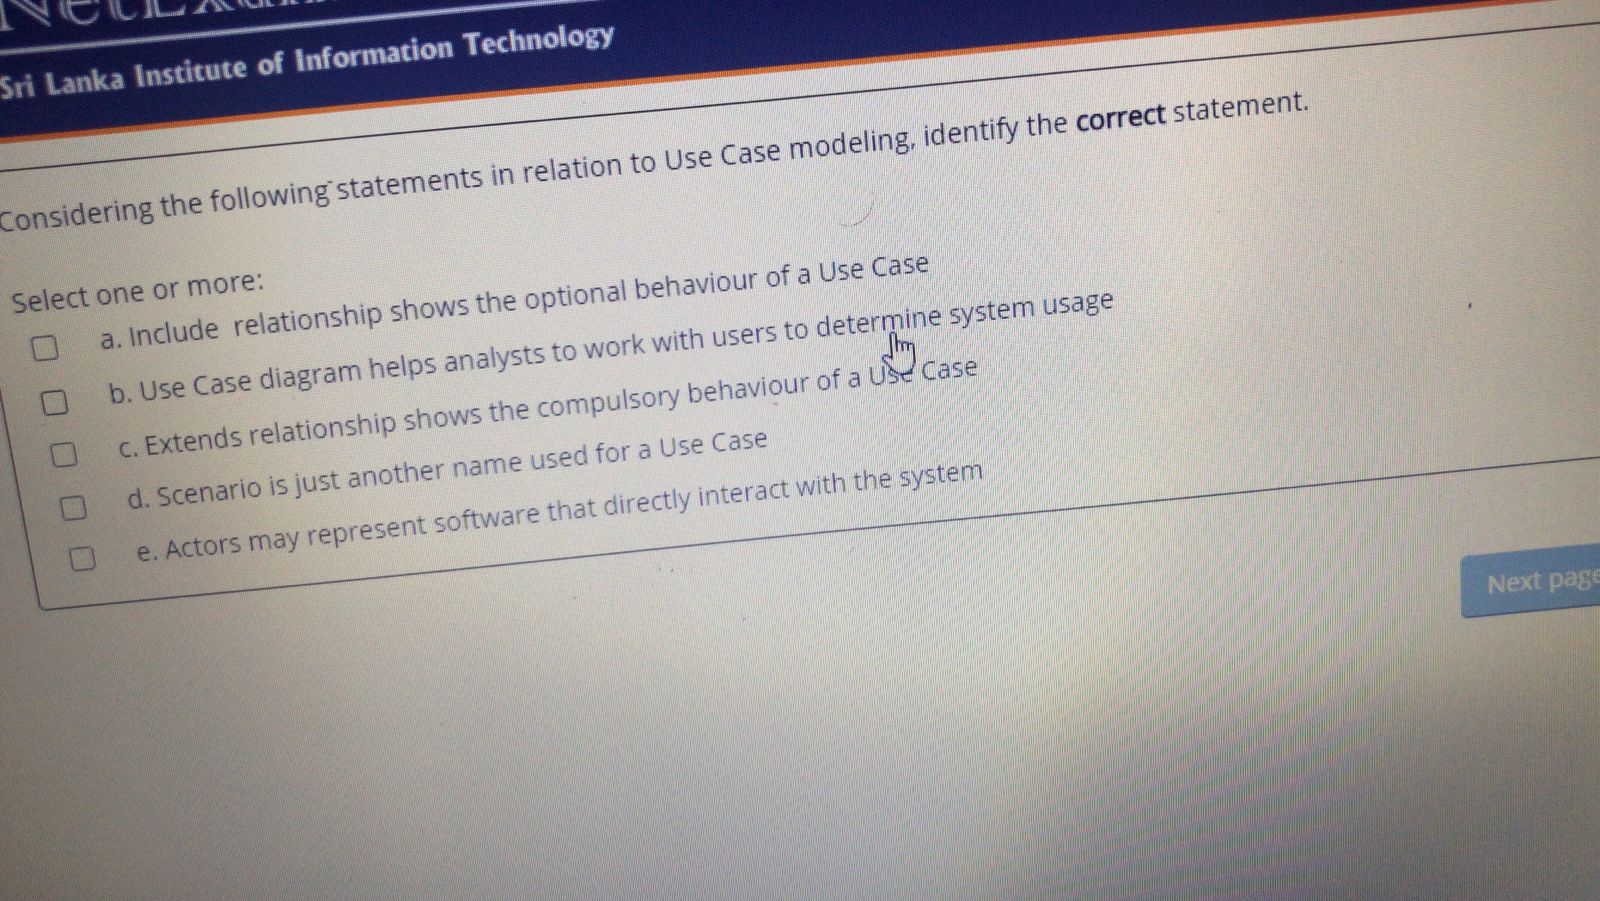 Sri Lanka Institute of Information Technology
Considering the following statements in relation to Use Case modeling, identify the correct statement.
Select one or more:
a. Include relationship shows the optional behaviour of a Use Case
b. Use Case diagram helps analysts to work with users to determine system usage
c. Extends relationship shows the compulsory behaviour of a Use Case
d. Scenario is just another name used for a Use Case
e. Actors may represent software that directly interact with the system
Next page